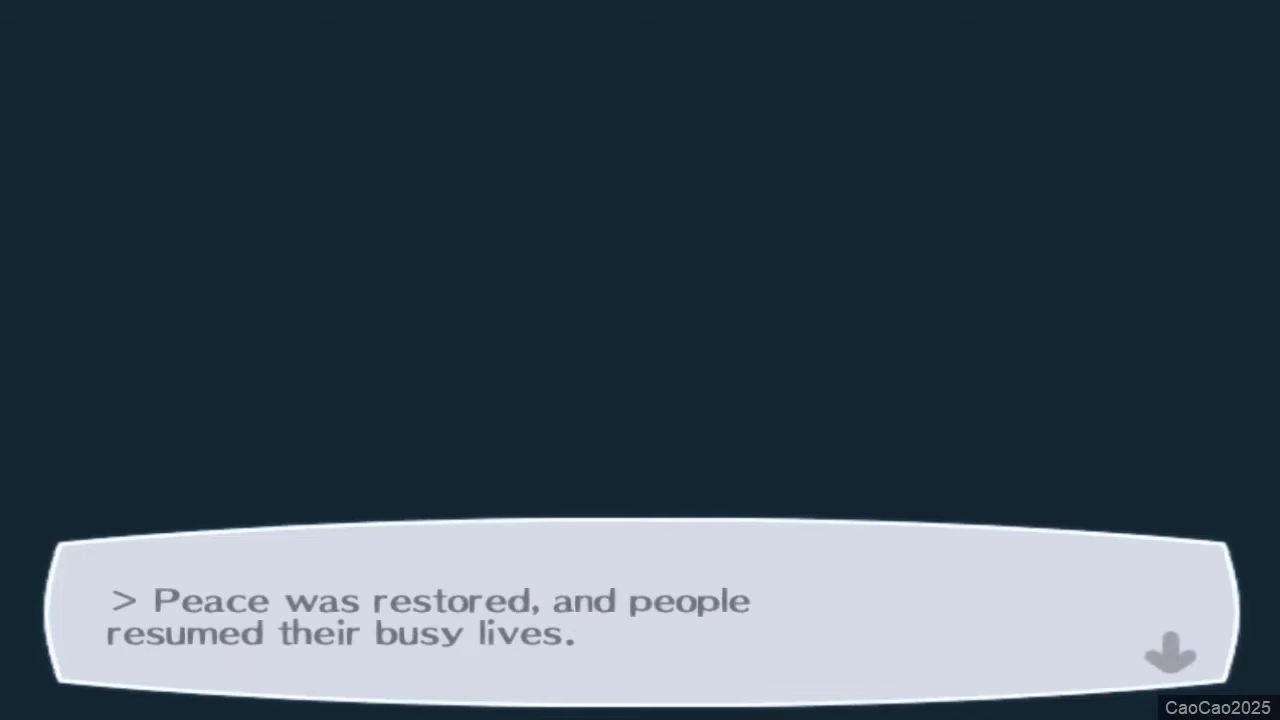 > Peace was restored, and people
resumed their busy lives.
CaoCao2025